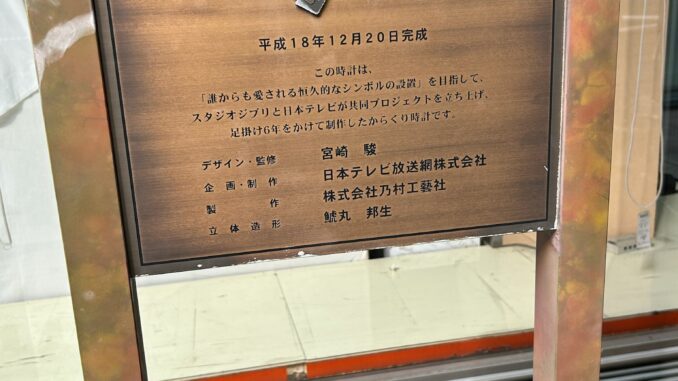 平成18年12月20日完成
この時計は、
「誰からも愛される恒久的なシンボルの設置」を目指して、
スタジオジブリと日本テレビが共同プロジェクトを立ち上げ、
足掛け6年をかけて制作したからくり時計です。
デザイン・監修 宮崎 駿
企画・制作 日本テレビ放送網株式会社
製作 株式会社乃村工藝社
立体造形 鯱丸 邦生